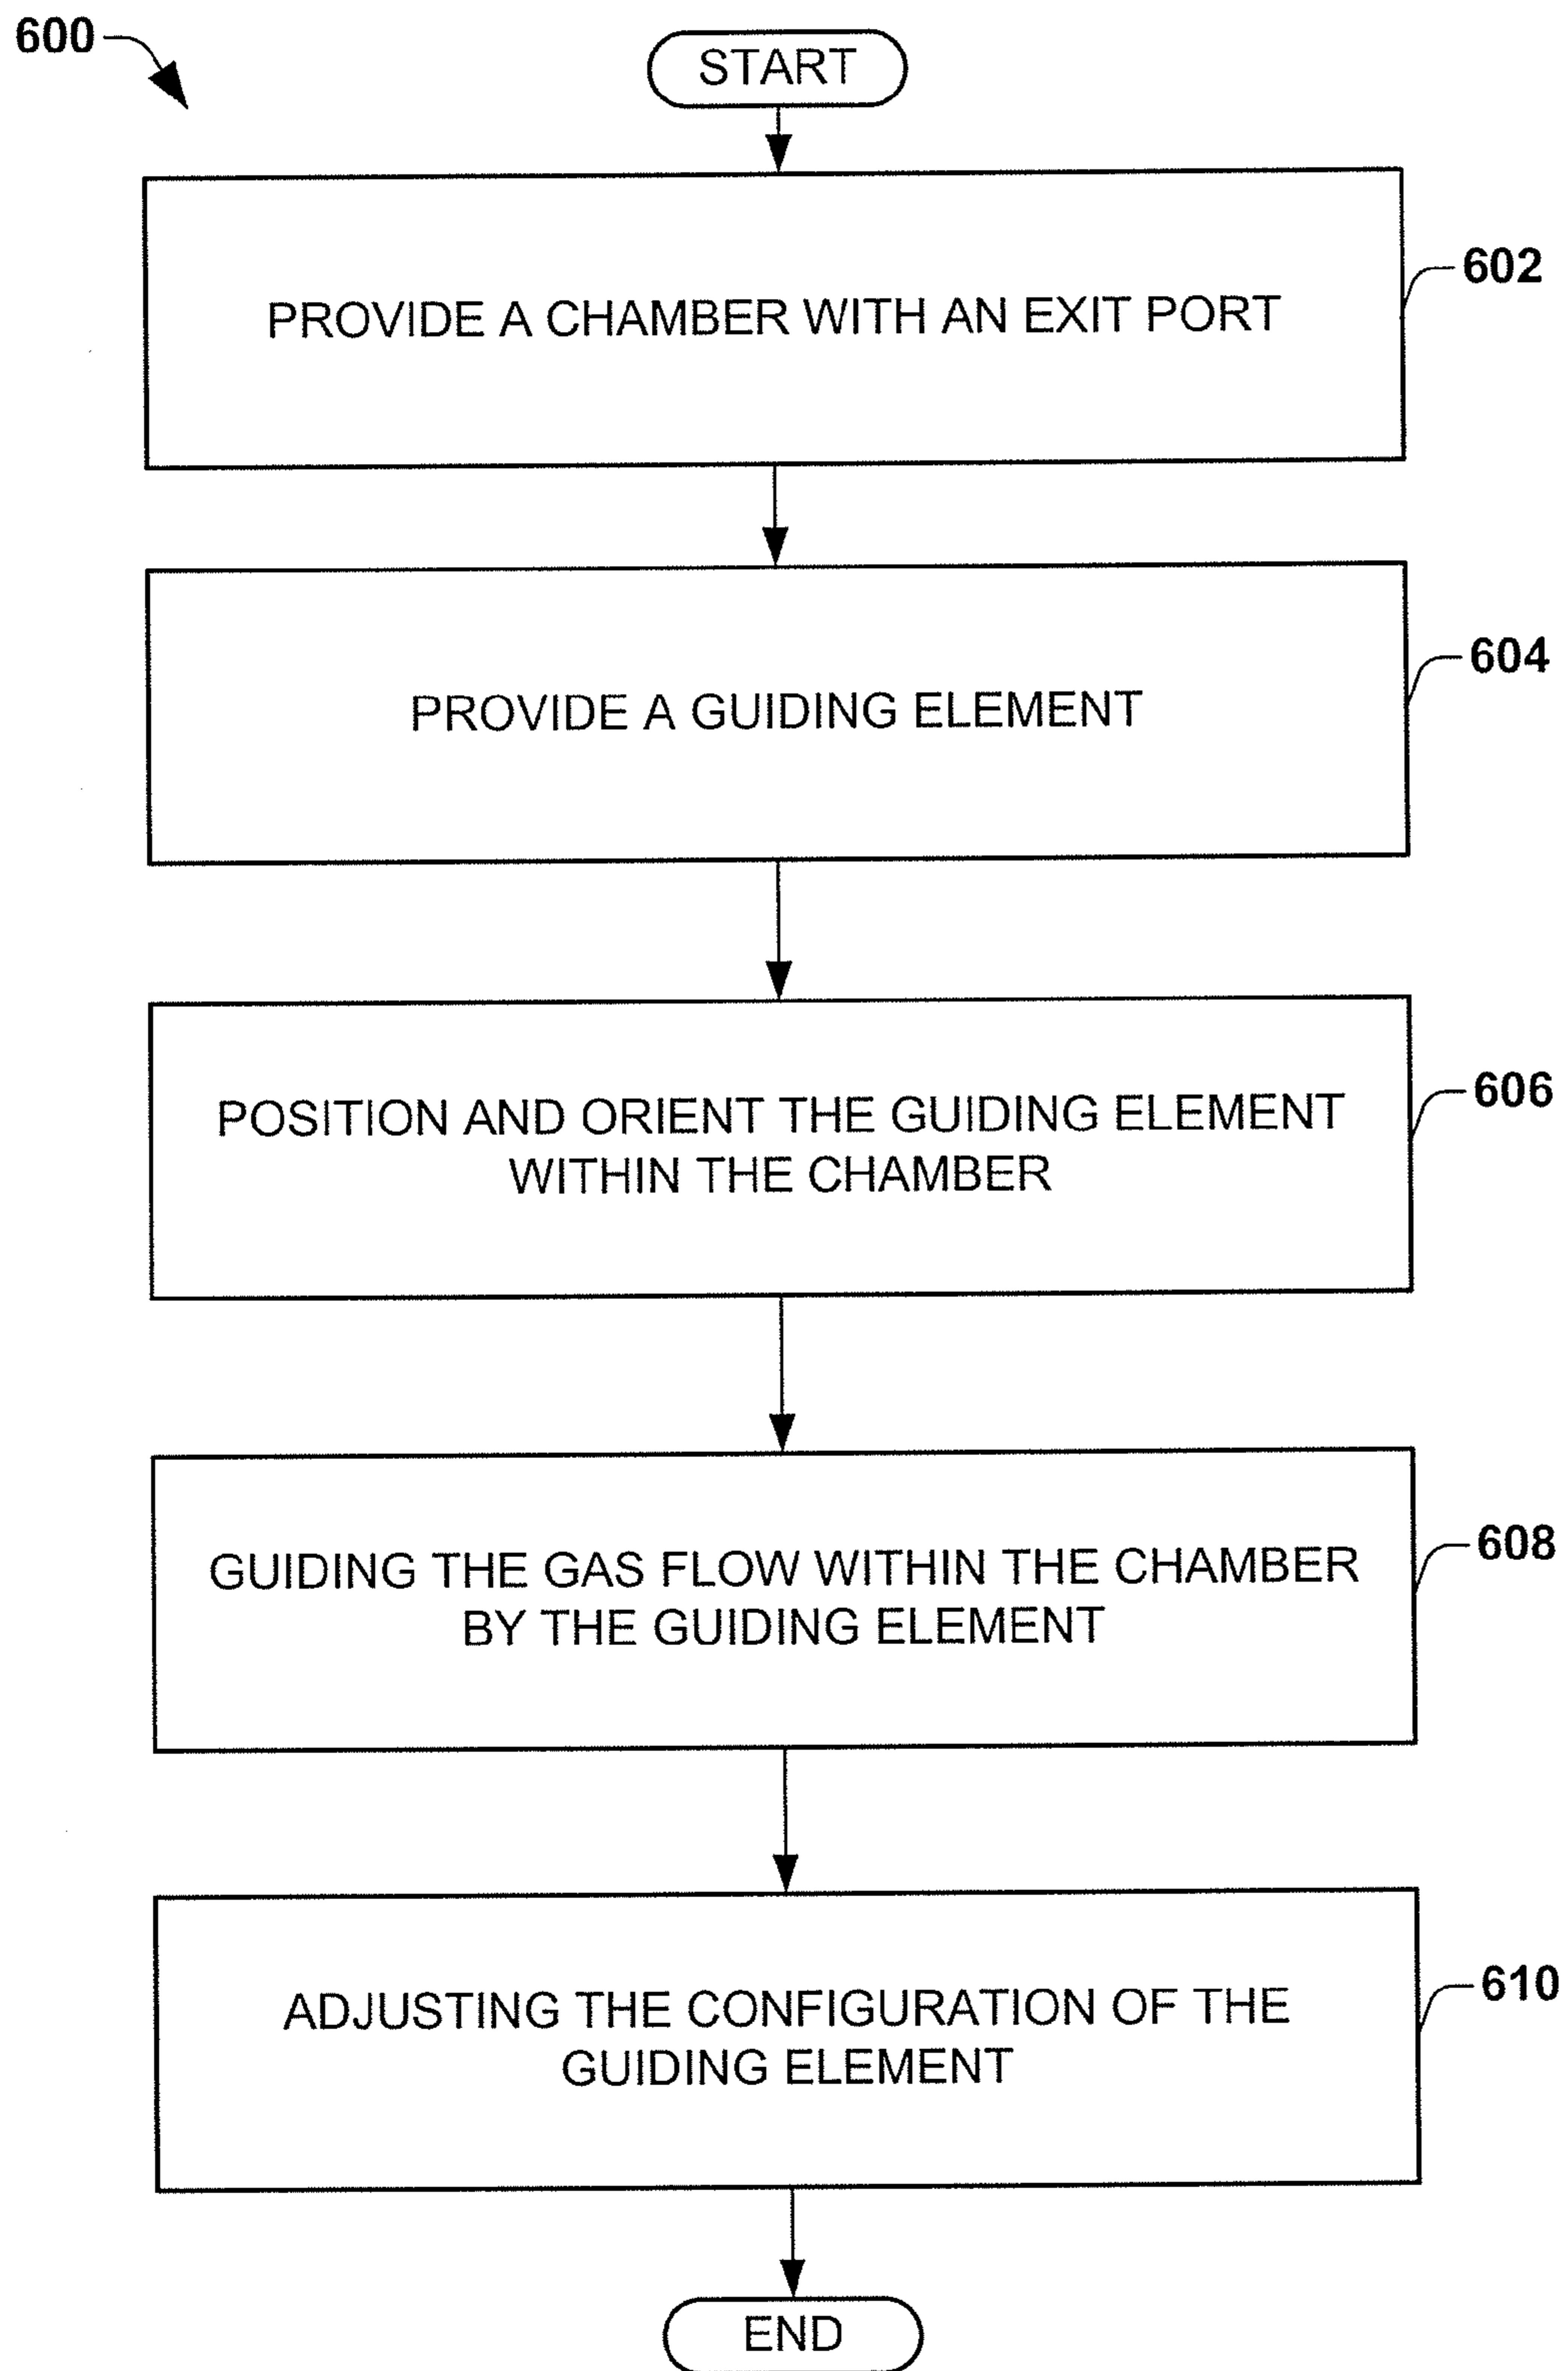 600
START
PROVIDE A CHAMBER WITH AN EXIT PORT
602
PROVIDE A GUIDING ELEMENT
604
POSITION AND ORIENT THE GUIDING ELEMENT
WITHIN THE CHAMBER
606
GUIDING THE GAS FLOW WITHIN THE CHAMBER
BY THE GUIDING ELEMENT
608
ADJUSTING THE CONFIGURATION OF THE
GUIDING ELEMENT
610
END